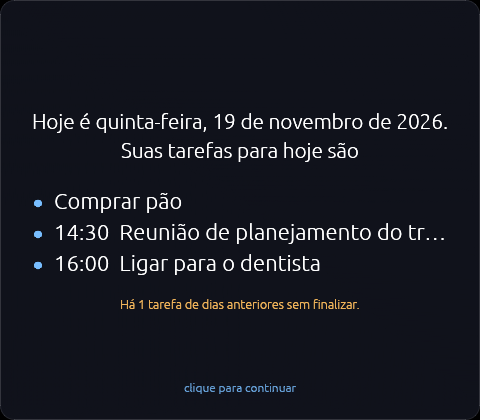 Hoje é quinta-feira, 19 de novembro de 2026.
Suas tarefas para hoje são
• Comprar pão
• 14:30 Reunião de planejamento do tr…
• 16:00 Ligar para o dentista
Há 1 tarefa de dias anteriores sem finalizar.
clique para continuar